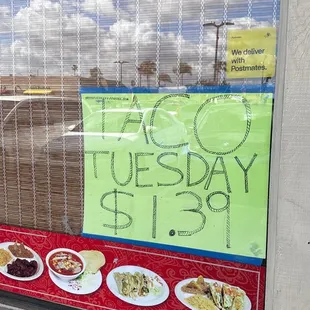 We deliver
with
Postmates.
TACO
TUESDAY
$1.39